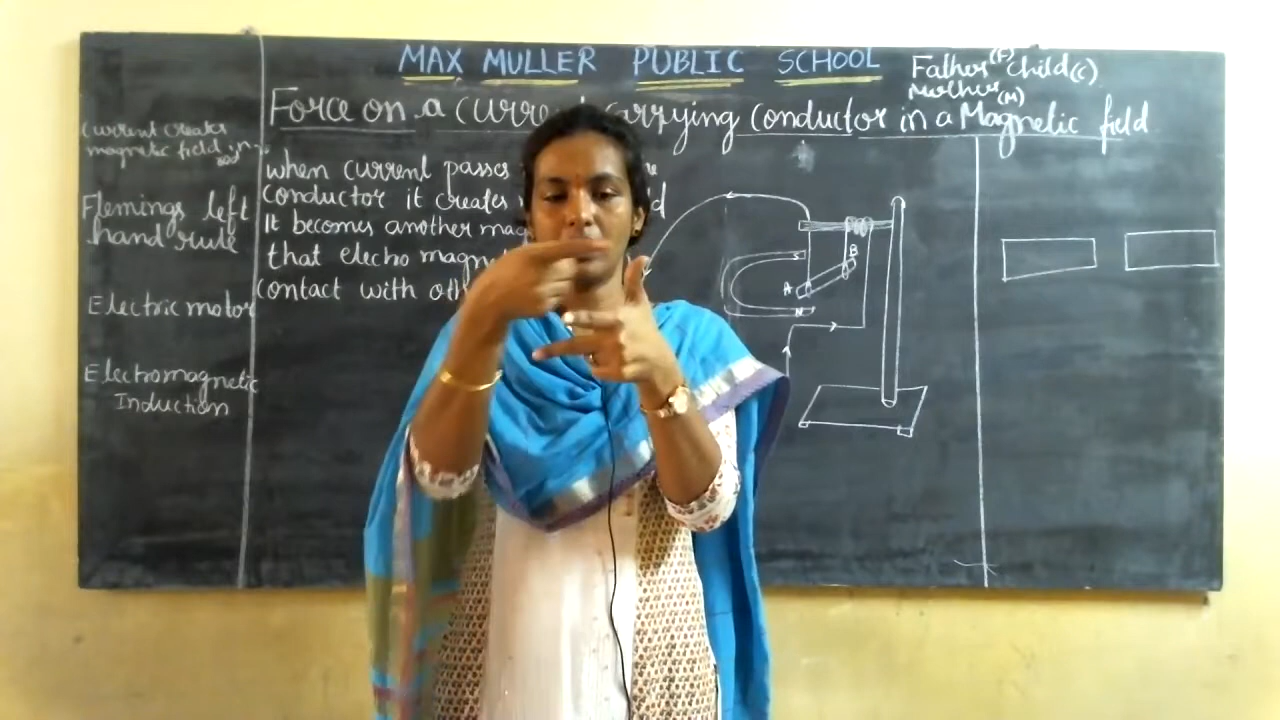 MAX MULLER PUBLIC SCHOOL
Father (F) Child (C)
Mother (M)
Force on a carrying conductor in a Magnetic field
Current creates
magnetic field in
Flemings left
hand rule
Electric motor
Electromagnetic
Induction
when current passes
conductor it creates
It becomes another
that electro
contact with
S
N
A
B